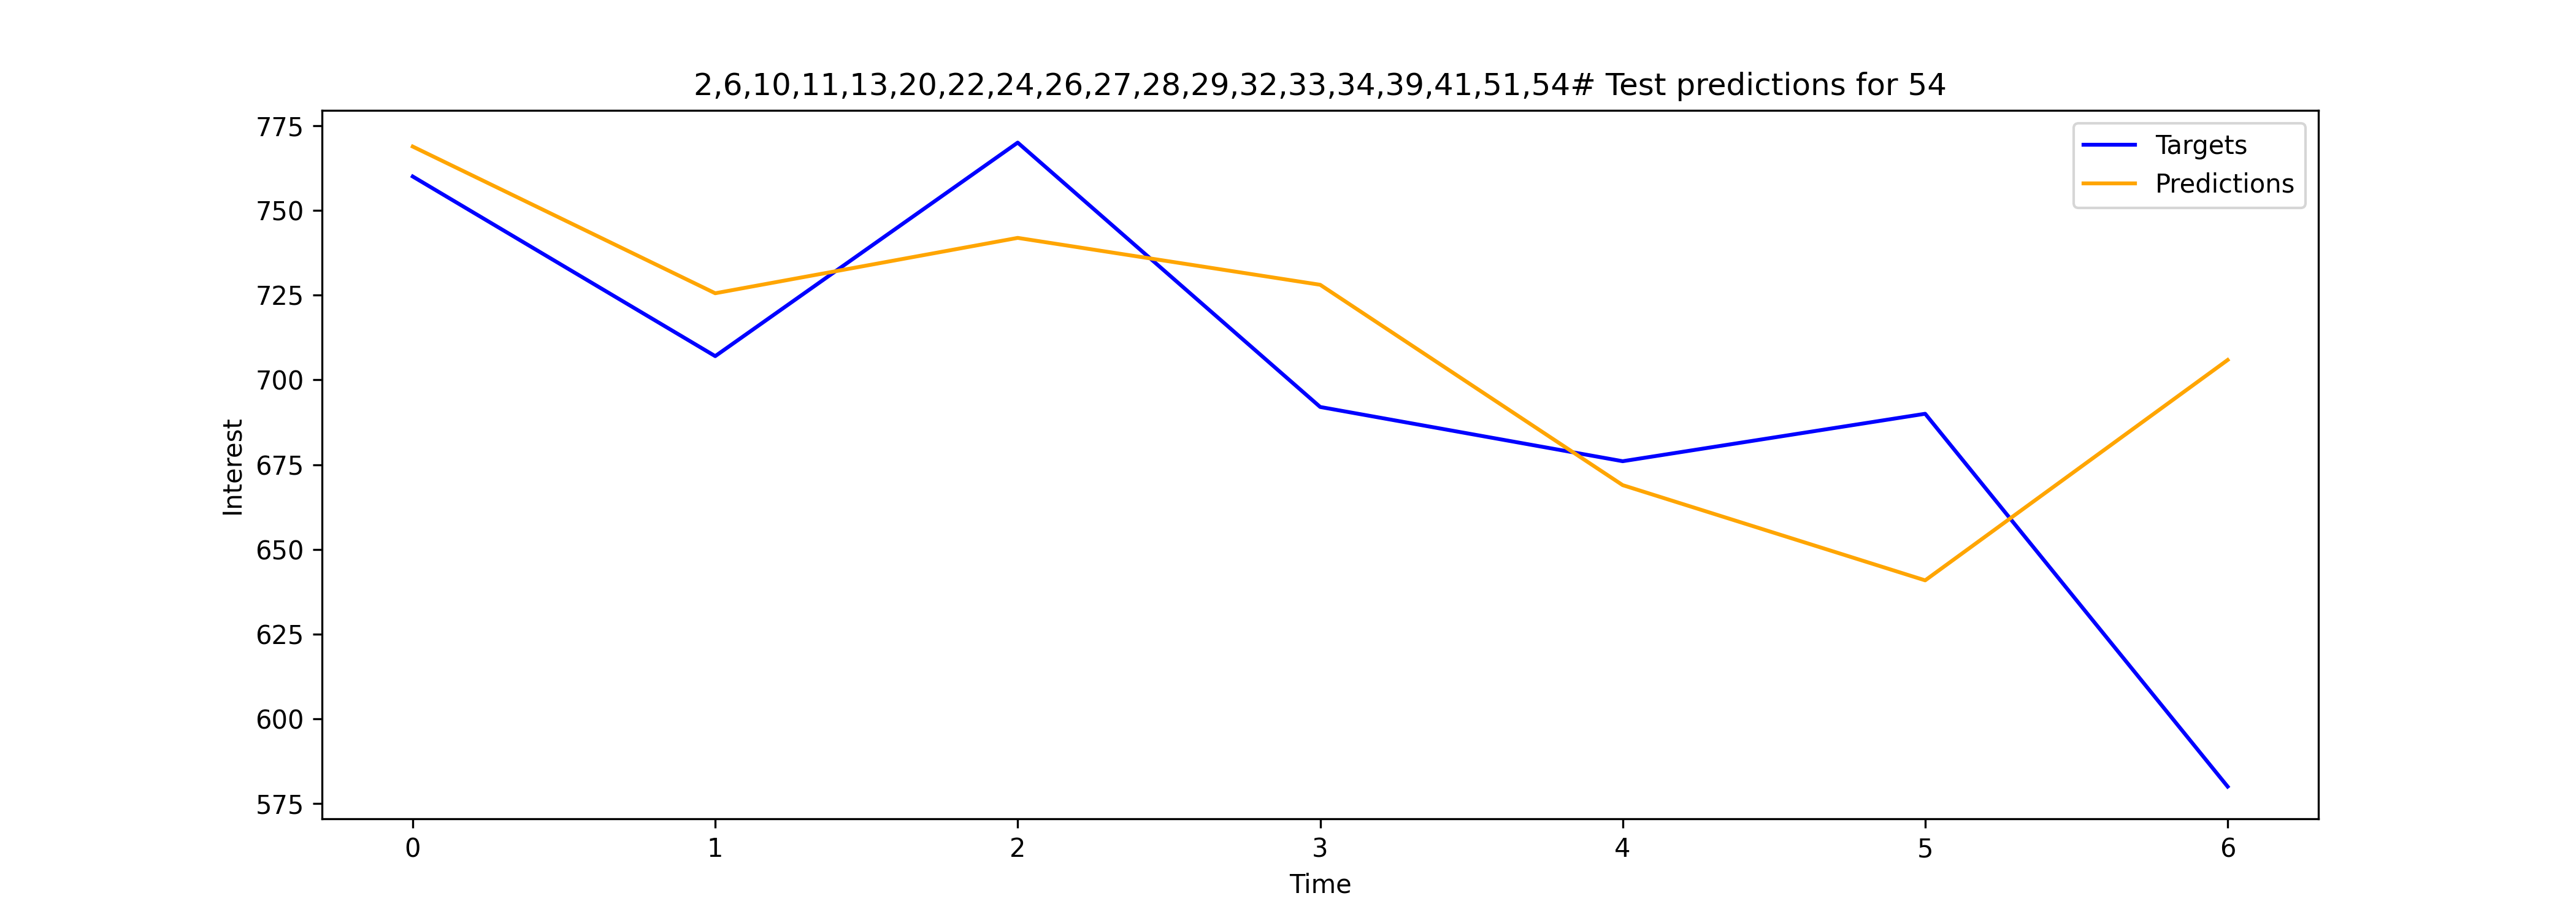 2,6,10,11,13,20,22,24,26,27,28,29,32,33,34,39,41,51,54# Test predictions for 54
Targets
Predictions
775
750
725
700
675
650
625
600
575
Interest
0 1 2 3 4 5 6
Time